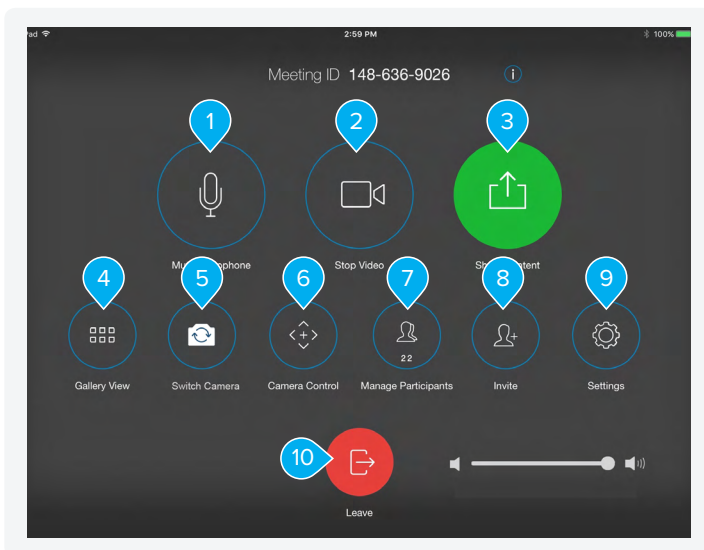 Pad 2:59 PM 100%
Meeting ID 148-636-9026 i
1 2 3
Stop Video
4 5 6 7 8 9
22
Gallery View Switch Camera Camera Control Manage Participants Invite Settings
10
Leave